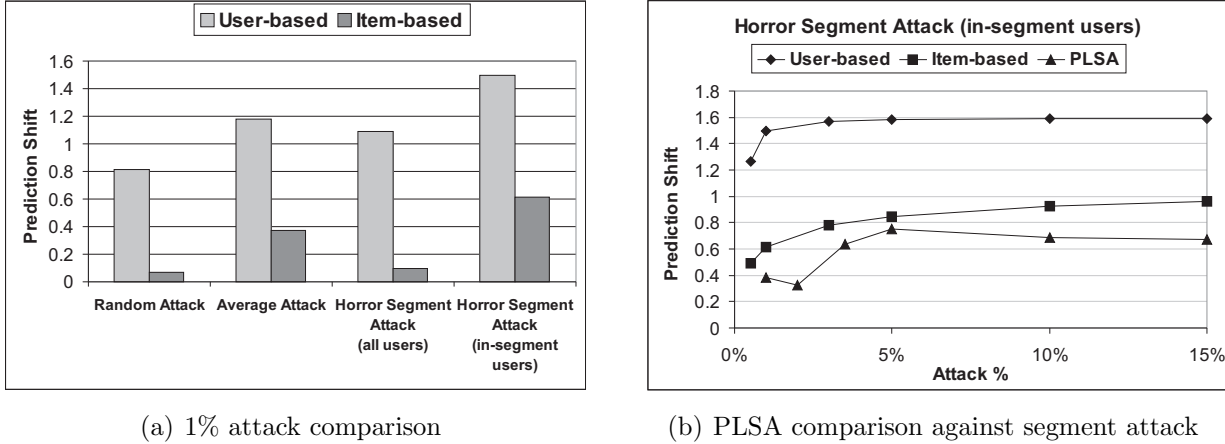 User-based Item-based
1.6
1.4
1.2
1
0.8
0.6
0.4
0.2
0
Prediction Shift
Random Attack Average Attack Horror Segment Horror Segment
Attack Attack
(all users) (in-segment
users)
(a) 1% attack comparison
Horror Segment Attack (in-segment users)
User-based Item-based PLSA
1.8
1.6
1.4
1.2
1
0.8
0.6
0.4
0.2
0
Prediction Shift
0% 5% 10% 15%
Attack %
(b) PLSA comparison against segment attack